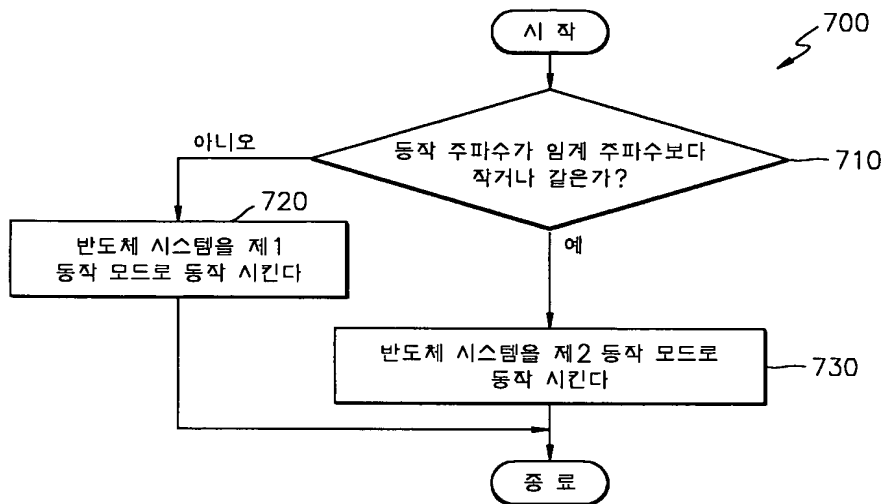 시 작
700
동작 주파수가 임계 주파수보다
작거나 같은가?
710
아니오
720
반도체 시스템을 제1
동작 모드로 동작 시킨다
예
반도체 시스템을 제2 동작 모드로
동작 시킨다
730
종 료